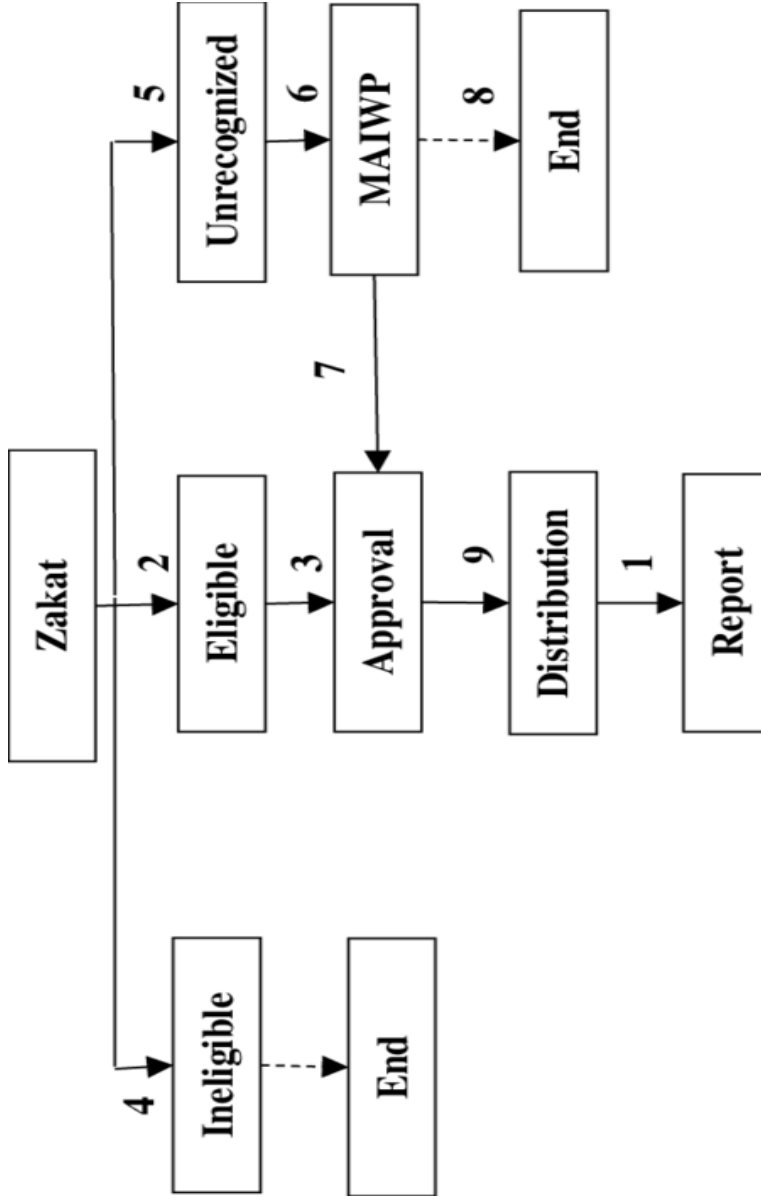 Zakat
4
2
5
Ineligible
Eligible
Unrecognized
3
6
End
Approval
7
MAIWP
9
8
Distribution
End
1
Report